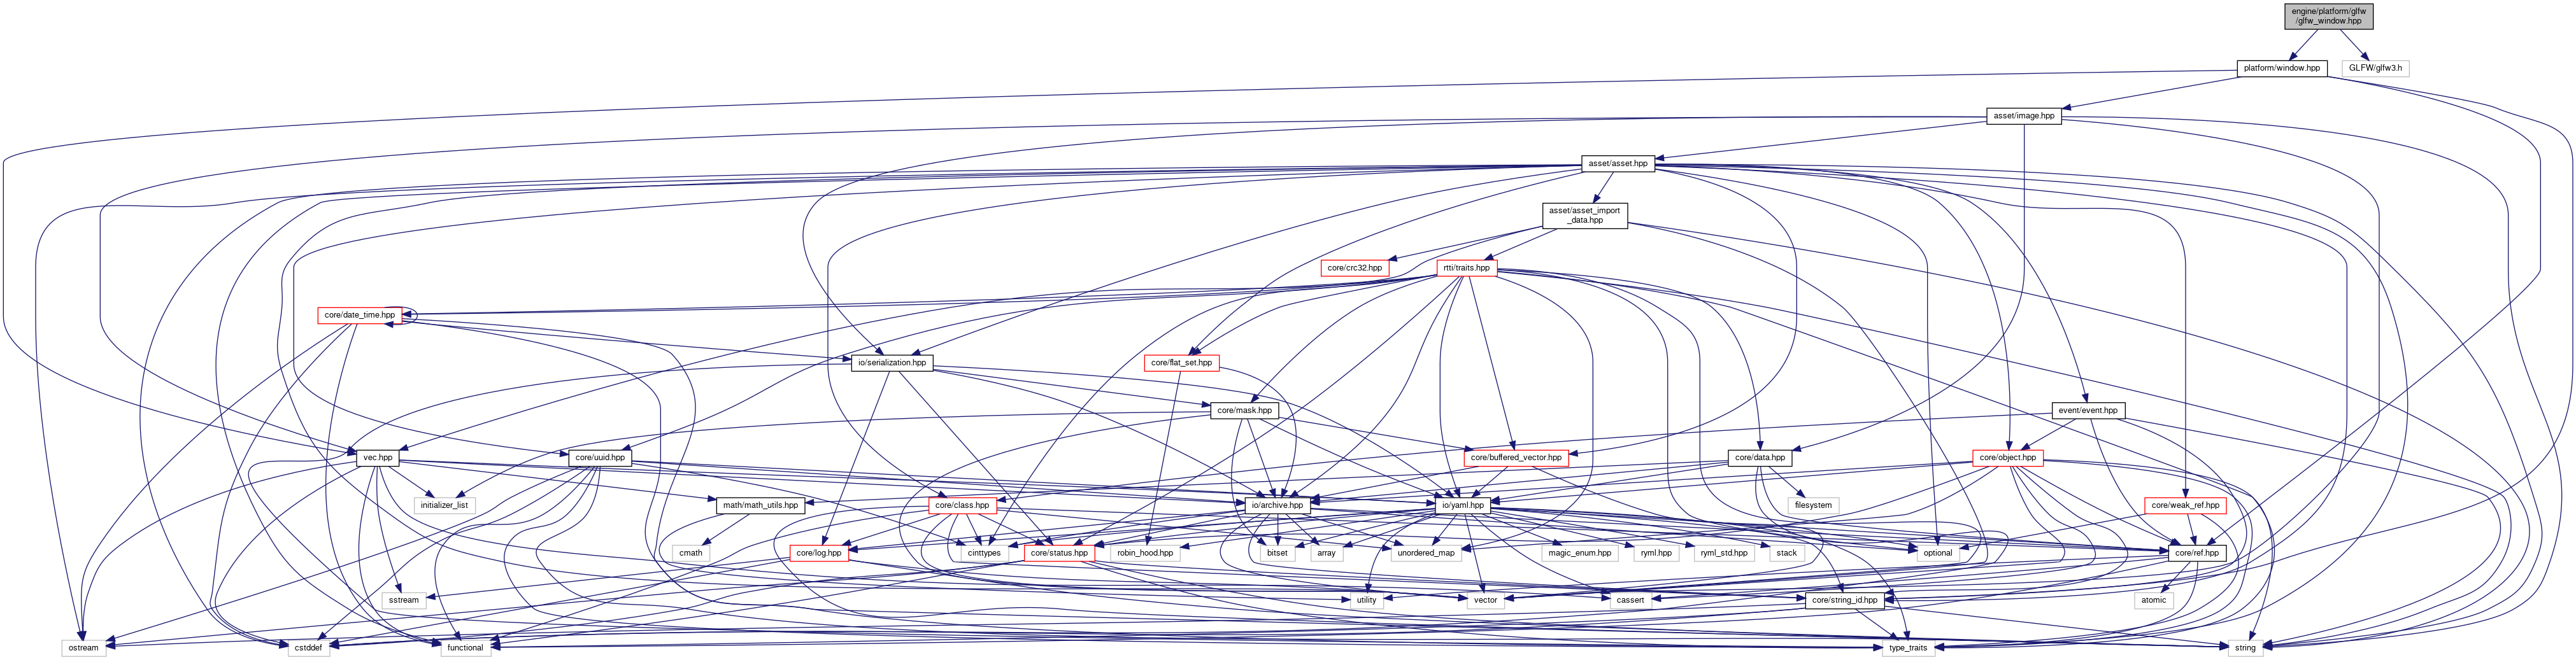 engine/platform/glfw
/glfw_window.hpp
platform/window.hpp
GLFW/glfw3.h
asset/image.hpp
asset/asset.hpp
asset/asset_import
_data.hpp
core/crc32.hpp
rtti/traits.hpp
core/date_time.hpp
io/serialization.hpp
core/flat_set.hpp
core/mask.hpp
event/event.hpp
vec.hpp
core/uuid.hpp
core/buffered_vector.hpp
core/data.hpp
core/object.hpp
initializer_list
math/math_utils.hpp
core/class.hpp
io/archive.hpp
io/yaml.hpp
filesystem
core/weak_ref.hpp
cmath
core/log.hpp
cinttypes
core/status.hpp
robin_hood.hpp
bitset
array
unordered_map
magic_enum.hpp
ryml.hpp
ryml_std.hpp
stack
optional
core/ref.hpp
sstream
utility
vector
cassert
core/string_id.hpp
atomic
ostream
cstddef
functional
type_traits
string